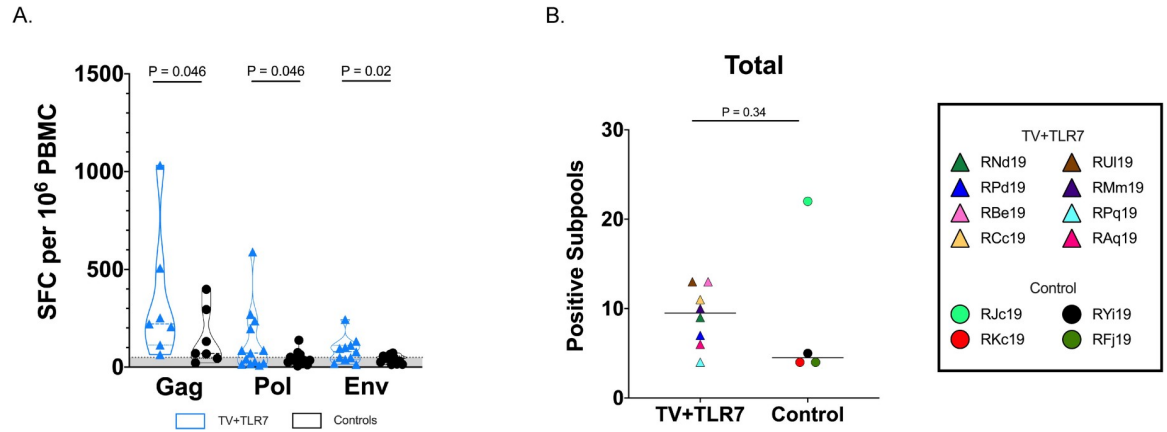 A.
P = 0.046
P = 0.046
P = 0.02
SFC per 10⁶ PBMC
1500
1000
500
0
Gag
Pol
Env
TV+TLR7
Controls
B.
Total
P = 0.34
Positive Subpools
30
20
10
0
TV+TLR7
Control
TV+TLR7
RNd19
RUl19
RPd19
RMm19
RBe19
RPq19
RCc19
RAq19
Control
RJc19
RYi19
RKc19
RFj19